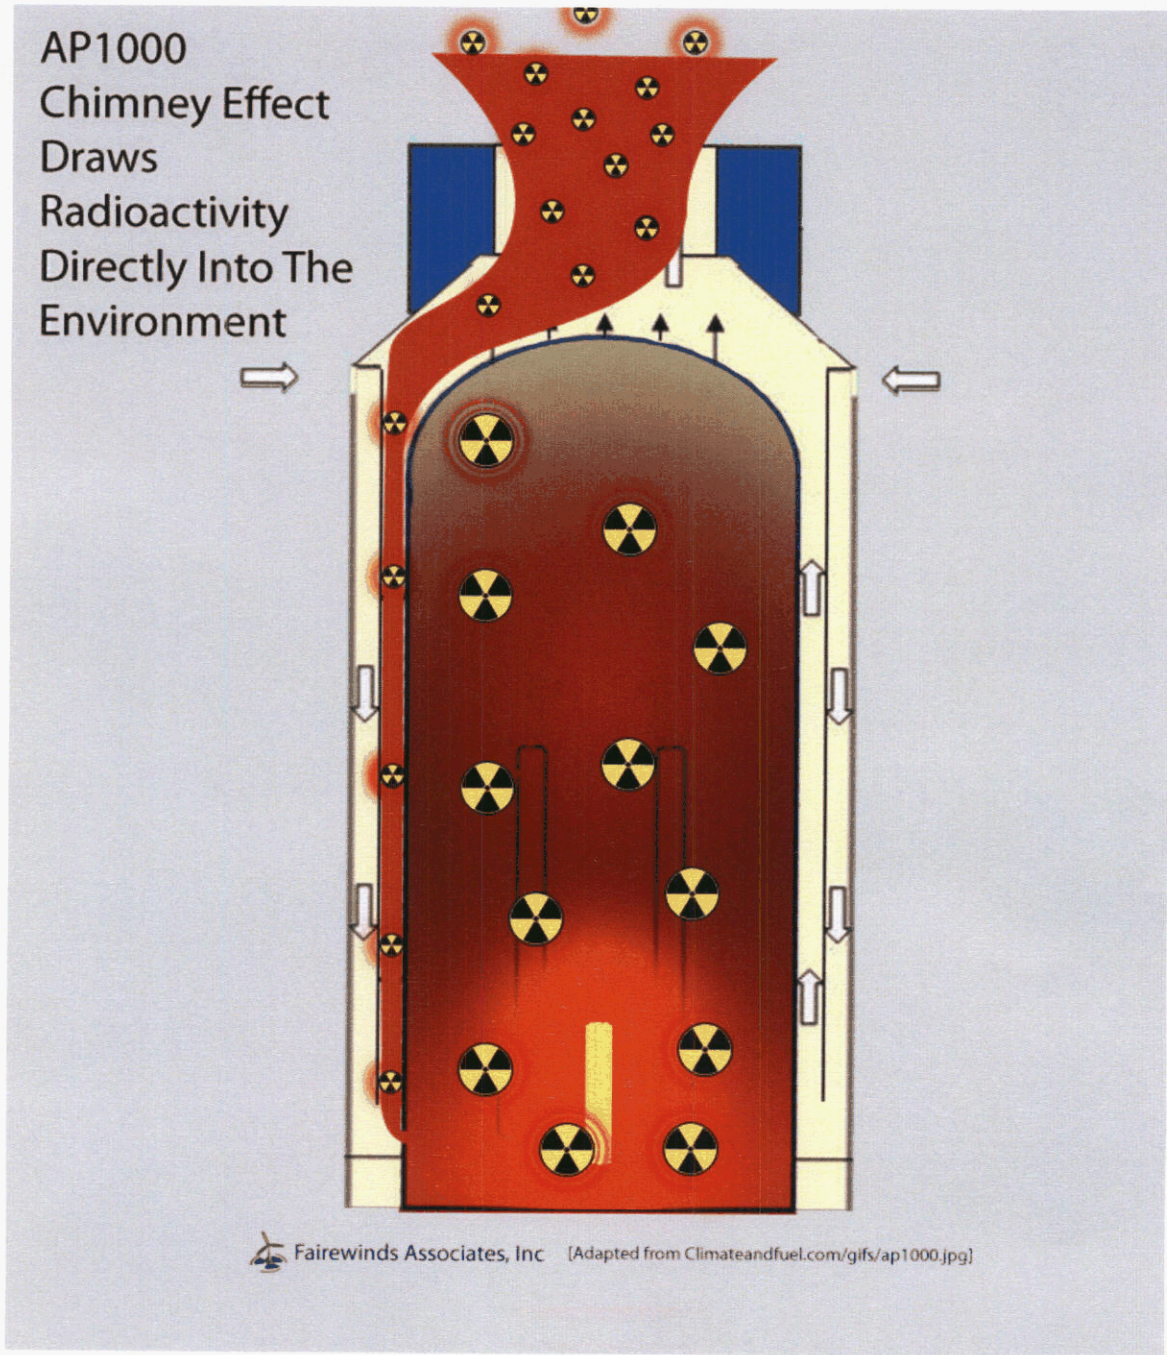 AP1000
Chimney Effect
Draws
Radioactivity
Directly Into The
Environment
Fairewinds Associates, Inc [Adapted from Climateandfuel.com/gifs/ap1000.jpg]